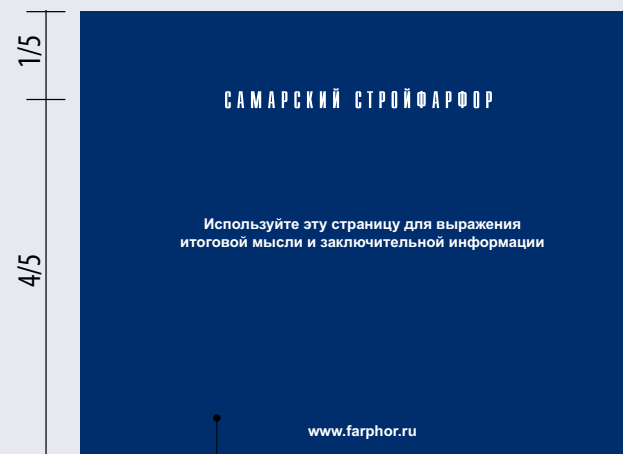 1/5
САМАРСКИЙ СТРОЙФАРФОР
4/5
Используйте эту страницу для выражения
итоговой мысли и заключительной информации
www.farphor.ru